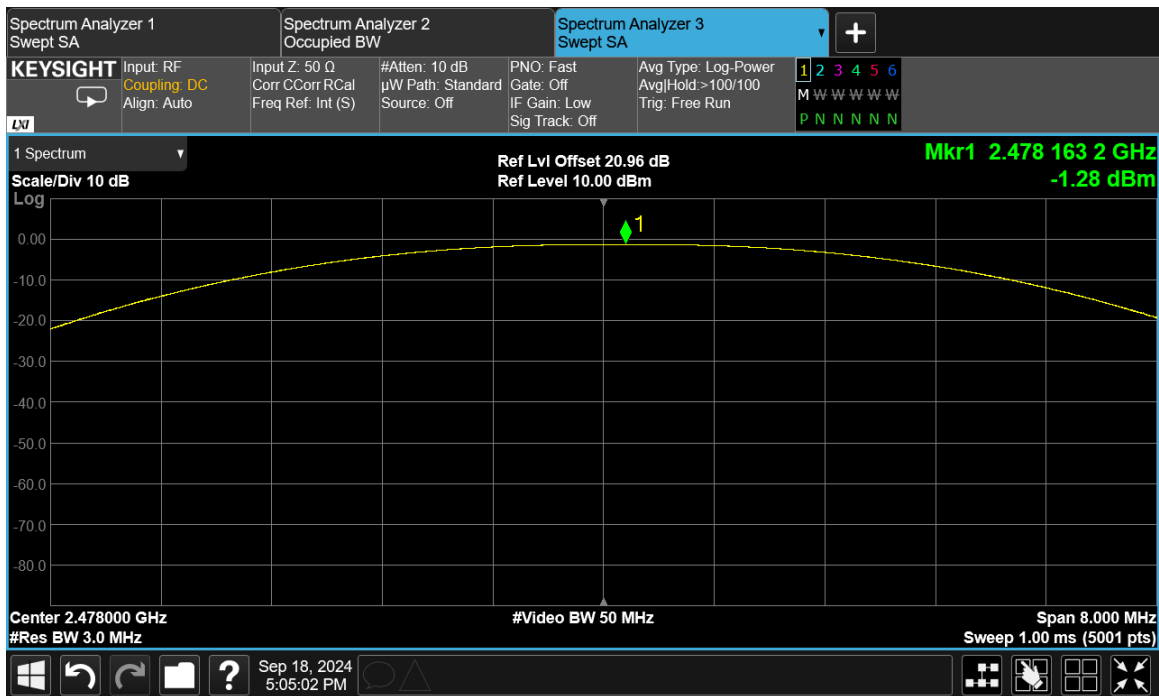 Spectrum Analyzer 1
Swept SA
Spectrum Analyzer 2
Occupied BW
Spectrum Analyzer 3
Swept SA
KEYSIGHT
LXI
Input: RF
Coupling: DC
Align: Auto
Input Z: 50 Ω
Corr CCorr RCal
Freq Ref: Int (S)
#Atten: 10 dB
µW Path: Standard
Source: Off
PNO: Fast
Gate: Off
IF Gain: Low
Sig Track: Off
Avg Type: Log-Power
Avg|Hold:>100/100
Trig: Free Run
1 2 3 4 5 6
M W W W W W
P N N N N N
1 Spectrum
Scale/Div 10 dB
Ref Lvl Offset 20.96 dB
Ref Level 10.00 dBm
Mkr1 2.478 163 2 GHz
-1.28 dBm
Log
1
0.00
-10.0
-20.0
-30.0
-40.0
-50.0
-60.0
-70.0
-80.0
Center 2.478000 GHz
#Res BW 3.0 MHz
#Video BW 50 MHz
Span 8.000 MHz
Sweep 1.00 ms (5001 pts)
?
Sep 18, 2024
5:05:02 PM